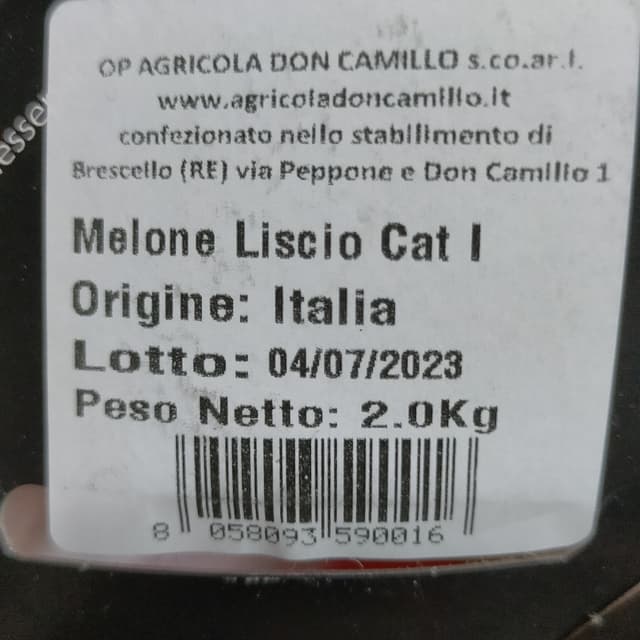 OP AGRICOLA DON CAMILLO s.co.ar.l.
www.agricoladoncamillo.it
confezionato nello stabilimento di
Brescello (RE) via Peppone e Don Camillo 1
Melone Liscio Cat I
Origine: Italia
Lotto: 04/07/2023
Peso Netto: 2.0Kg
8 058093 590016